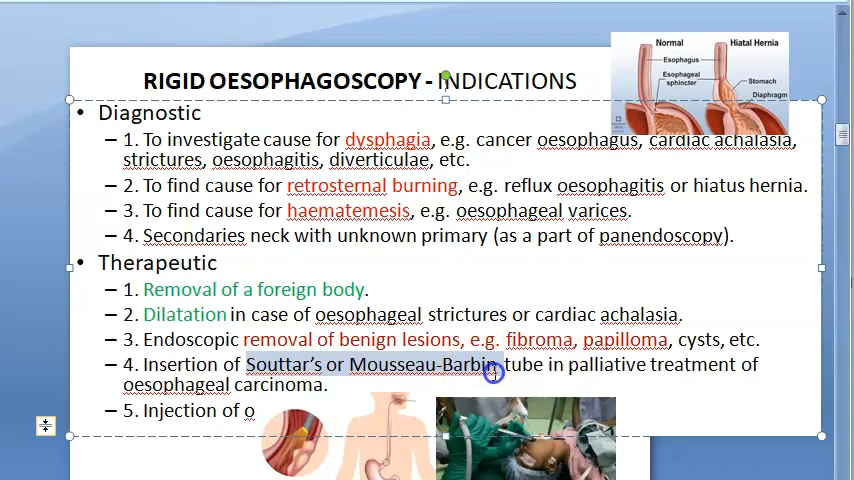 RIGID OESOPHAGOSCOPY - INDICATIONS
Normal
Hiatal Hernia
Esophagus
Esophageal
sphincter
Stomach
Diaphragm
• Diagnostic
– 1. To investigate cause for dysphagia, e.g. cancer oesophagus, cardiac achalasia,
strictures, oesophagitis, diverticulae, etc.
– 2. To find cause for retrosternal burning, e.g. reflux oesophagitis or hiatus hernia.
– 3. To find cause for haematemesis, e.g. oesophageal varices.
– 4. Secondaries neck with unknown primary (as a part of panendoscopy).
• Therapeutic
– 1. Removal of a foreign body.
– 2. Dilatation in case of oesophageal strictures or cardiac achalasia.
– 3. Endoscopic removal of benign lesions, e.g. fibroma, papilloma, cysts, etc.
– 4. Insertion of Souttar’s or Mousseau-Barbin tube in palliative treatment of
oesophageal carcinoma.
– 5. Injection of o